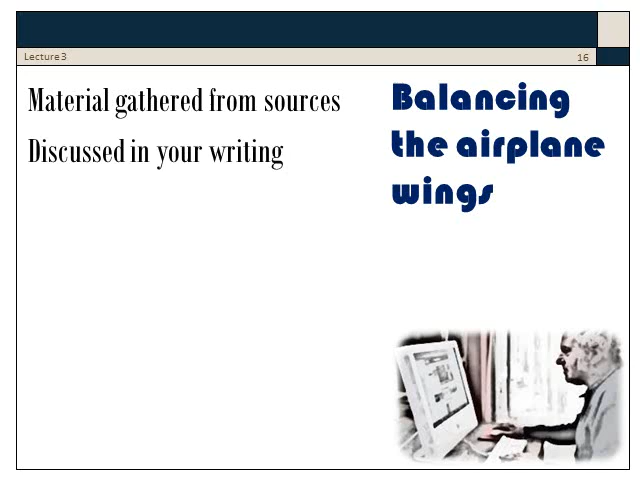 Lecture 3
16
Material gathered from sources
Discussed in your writing
Balancing
the airplane
wings